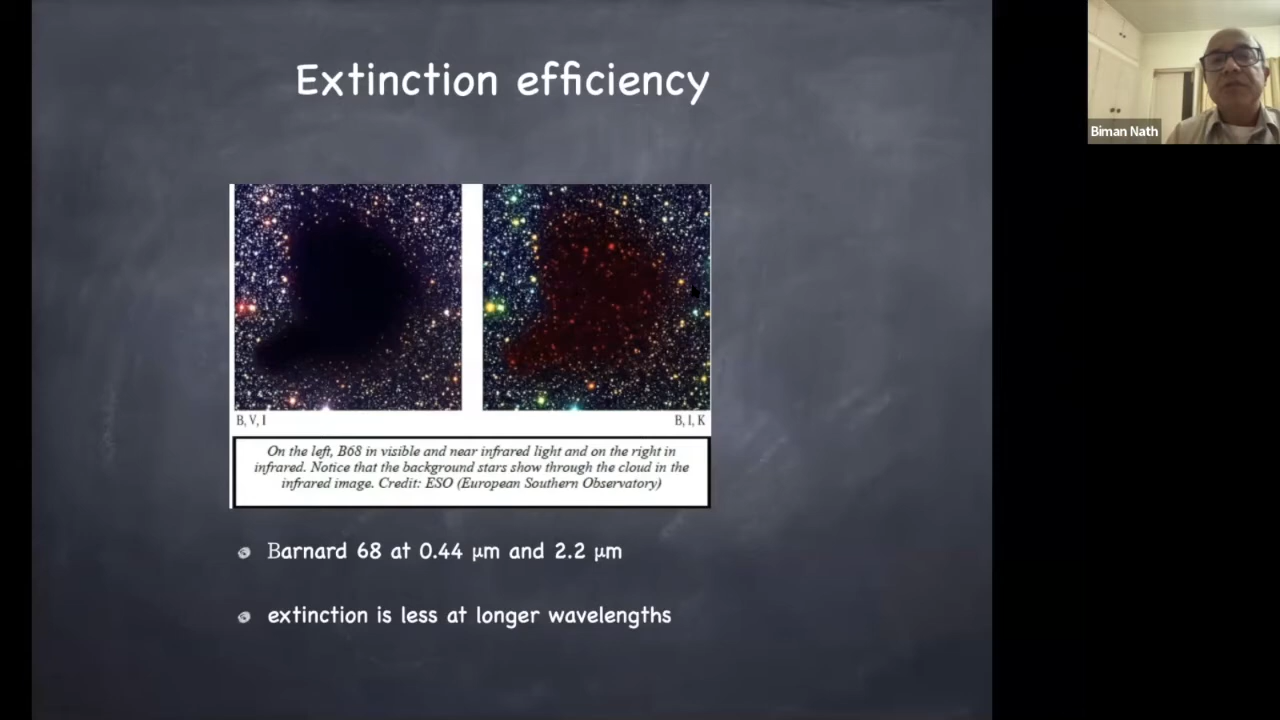 Extinction efficiency
Biman Nath
B, V, I
B, I, K
On the left, B68 in visible and near infrared light and on the right in
infrared. Notice that the background stars show through the cloud in the
infrared image. Credit: ESO (European Southern Observatory)
Barnard 68 at 0.44 μm and 2.2 μm
extinction is less at longer wavelengths